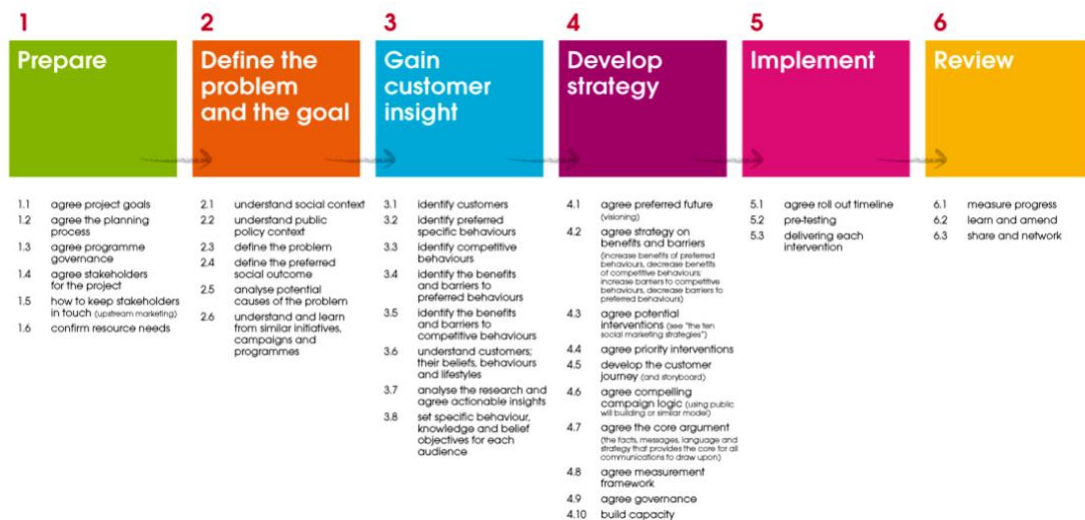 1
Prepare
1.1 agree project goals
1.2 agree the planning
process
1.3 agree programme
governance
1.4 agree stakeholders
for the project
1.5 how to keep stakeholders
in touch (upstream marketing)
1.6 confirm resource needs
2
Define the
problem
and the goal
2.1 understand social context
2.2 understand public
policy context
2.3 define the problem
2.4 define the preferred
social outcome
2.5 analyse potential
causes of the problem
2.6 understand and learn
from similar initiatives,
campaigns and
programmes
3
Gain
customer
insight
3.1 identify customers
3.2 identify preferred
specific behaviours
3.3 identify competitive
behaviours
3.4 identify the benefits
and barriers to
preferred behaviours
3.5 identify the benefits
and barriers to
competitive behaviours
3.6 understand customers;
their beliefs, behaviours
and lifestyles
3.7 analyse the research and
agree actionable insights
3.8 set specific behaviour,
knowledge and belief
objectives for each
audience
4
Develop
strategy
4.1 agree preferred future
(visioning)
4.2 agree strategy on
benefits and barriers
(increase benefits of preferred
behaviours, decrease benefits
of competitive behaviours;
increase barriers to competitive
behaviours, decrease barriers to
preferred behaviours)
4.3 agree potential
interventions (see "the ten
social marketing strategies")
4.4 agree priority interventions
4.5 develop the customer
journey (and storyboard)
4.6 agree compelling
campaign logic (using public
will building or similar model)
4.7 agree the core argument
(the facts, messages, language and
strategy that provides the core for all
communications to draw upon)
4.8 agree measurement
framework
4.9 agree governance
4.10 build capacity
5
Implement
5.1 agree roll out timeline
5.2 pre-testing
5.3 delivering each
intervention
6
Review
6.1 measure progress
6.2 learn and amend
6.3 share and network